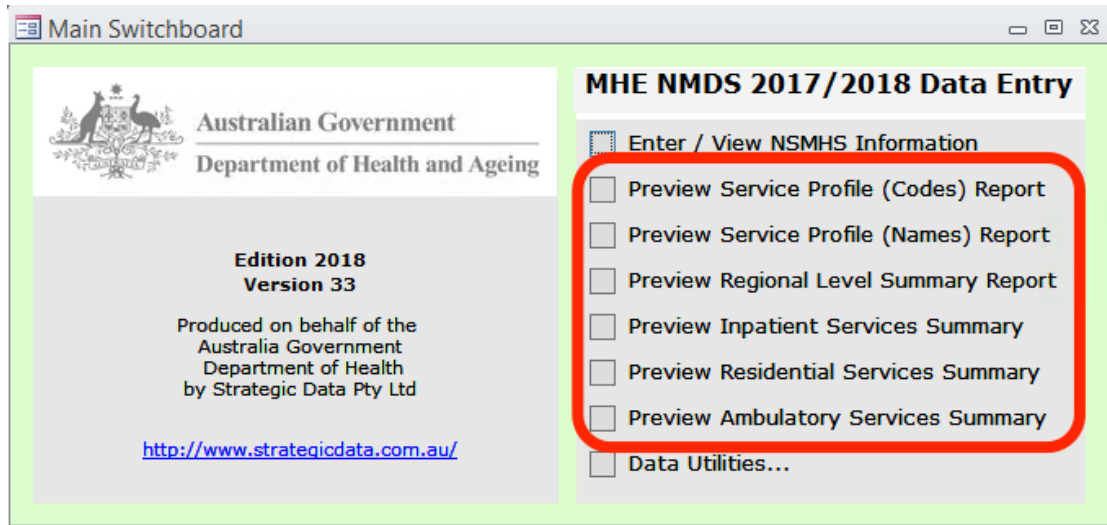 Main Switchboard
Australian Government
Department of Health and Ageing
Edition 2018
Version 33
Produced on behalf of the
Australia Government
Department of Health
by Strategic Data Pty Ltd
http://www.strategicdata.com.au/
MHE NMDS 2017/2018 Data Entry
Enter / View NSMHS Information
Preview Service Profile (Codes) Report
Preview Service Profile (Names) Report
Preview Regional Level Summary Report
Preview Inpatient Services Summary
Preview Residential Services Summary
Preview Ambulatory Services Summary
Data Utilities...